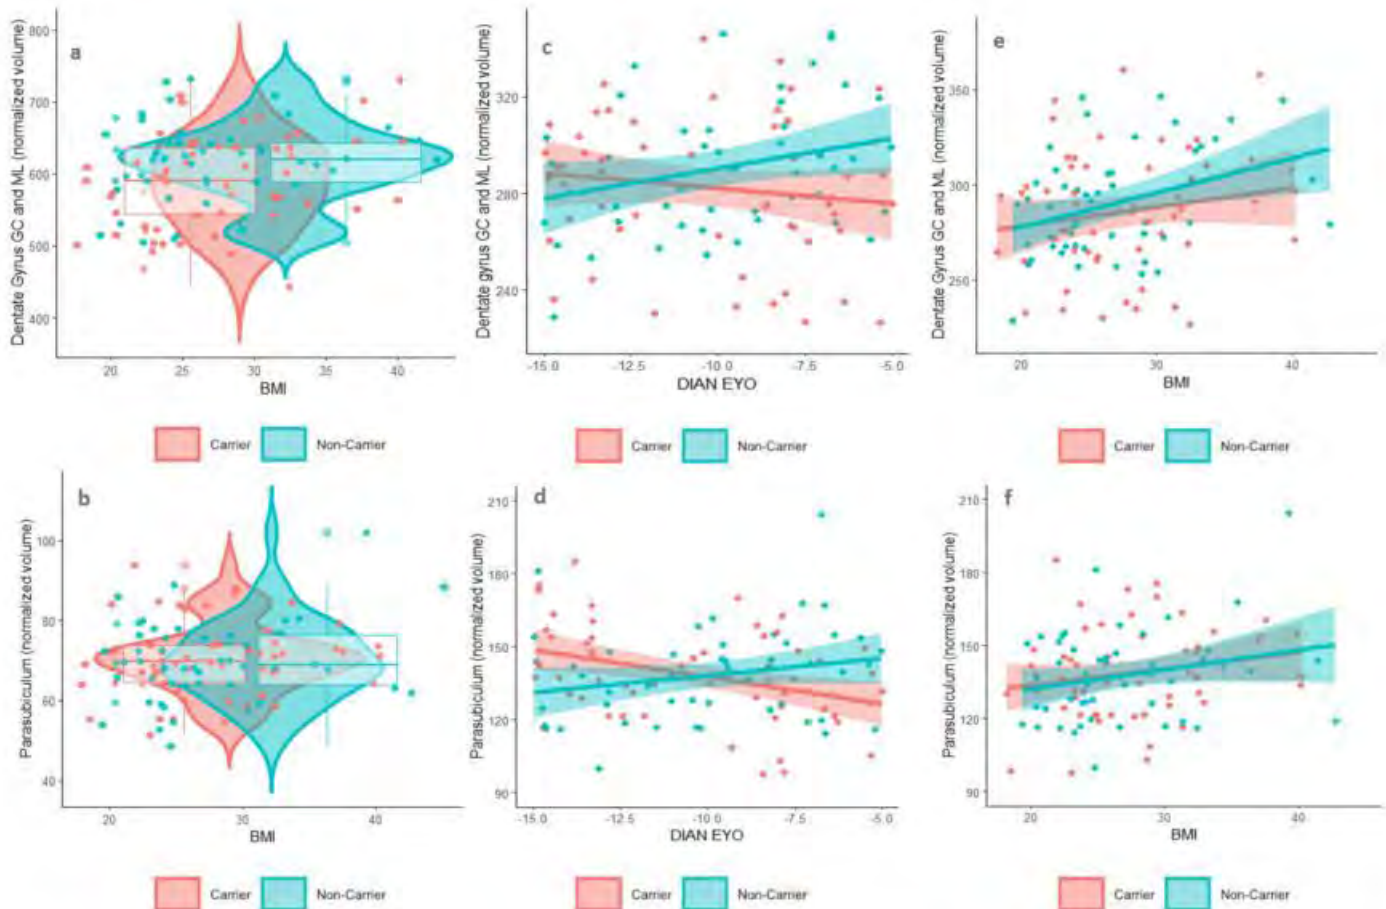 a
Dentate Gyrus GC and ML (normalized volume)
800
700
600
500
400
20 25 30 35 40
BMI
Carrier Non-Carrier
c
Dentate gyrus GC and ML (normalized volume)
320
280
240
-15.0 -12.5 -10.0 -7.5 -5.0
DIAN EYO
Carrier Non-Carrier
e
Dentate Gyrus GC and ML (normalized volume)
350
300
250
20 30 40
BMI
Carrier Non-Carrier
b
Parasubiculum (normalized volume)
100
80
60
40
20 30 40
BMI
Carrier Non-Carrier
d
Parasubiculum (normalized volume)
210
180
150
120
90
-15.0 -12.5 -10.0 -7.5 -5.0
DIAN EYO
Carrier Non-Carrier
f
Parasubiculum (normalized volume)
210
180
150
120
90
20 30 40
BMI
Carrier Non-Carrier